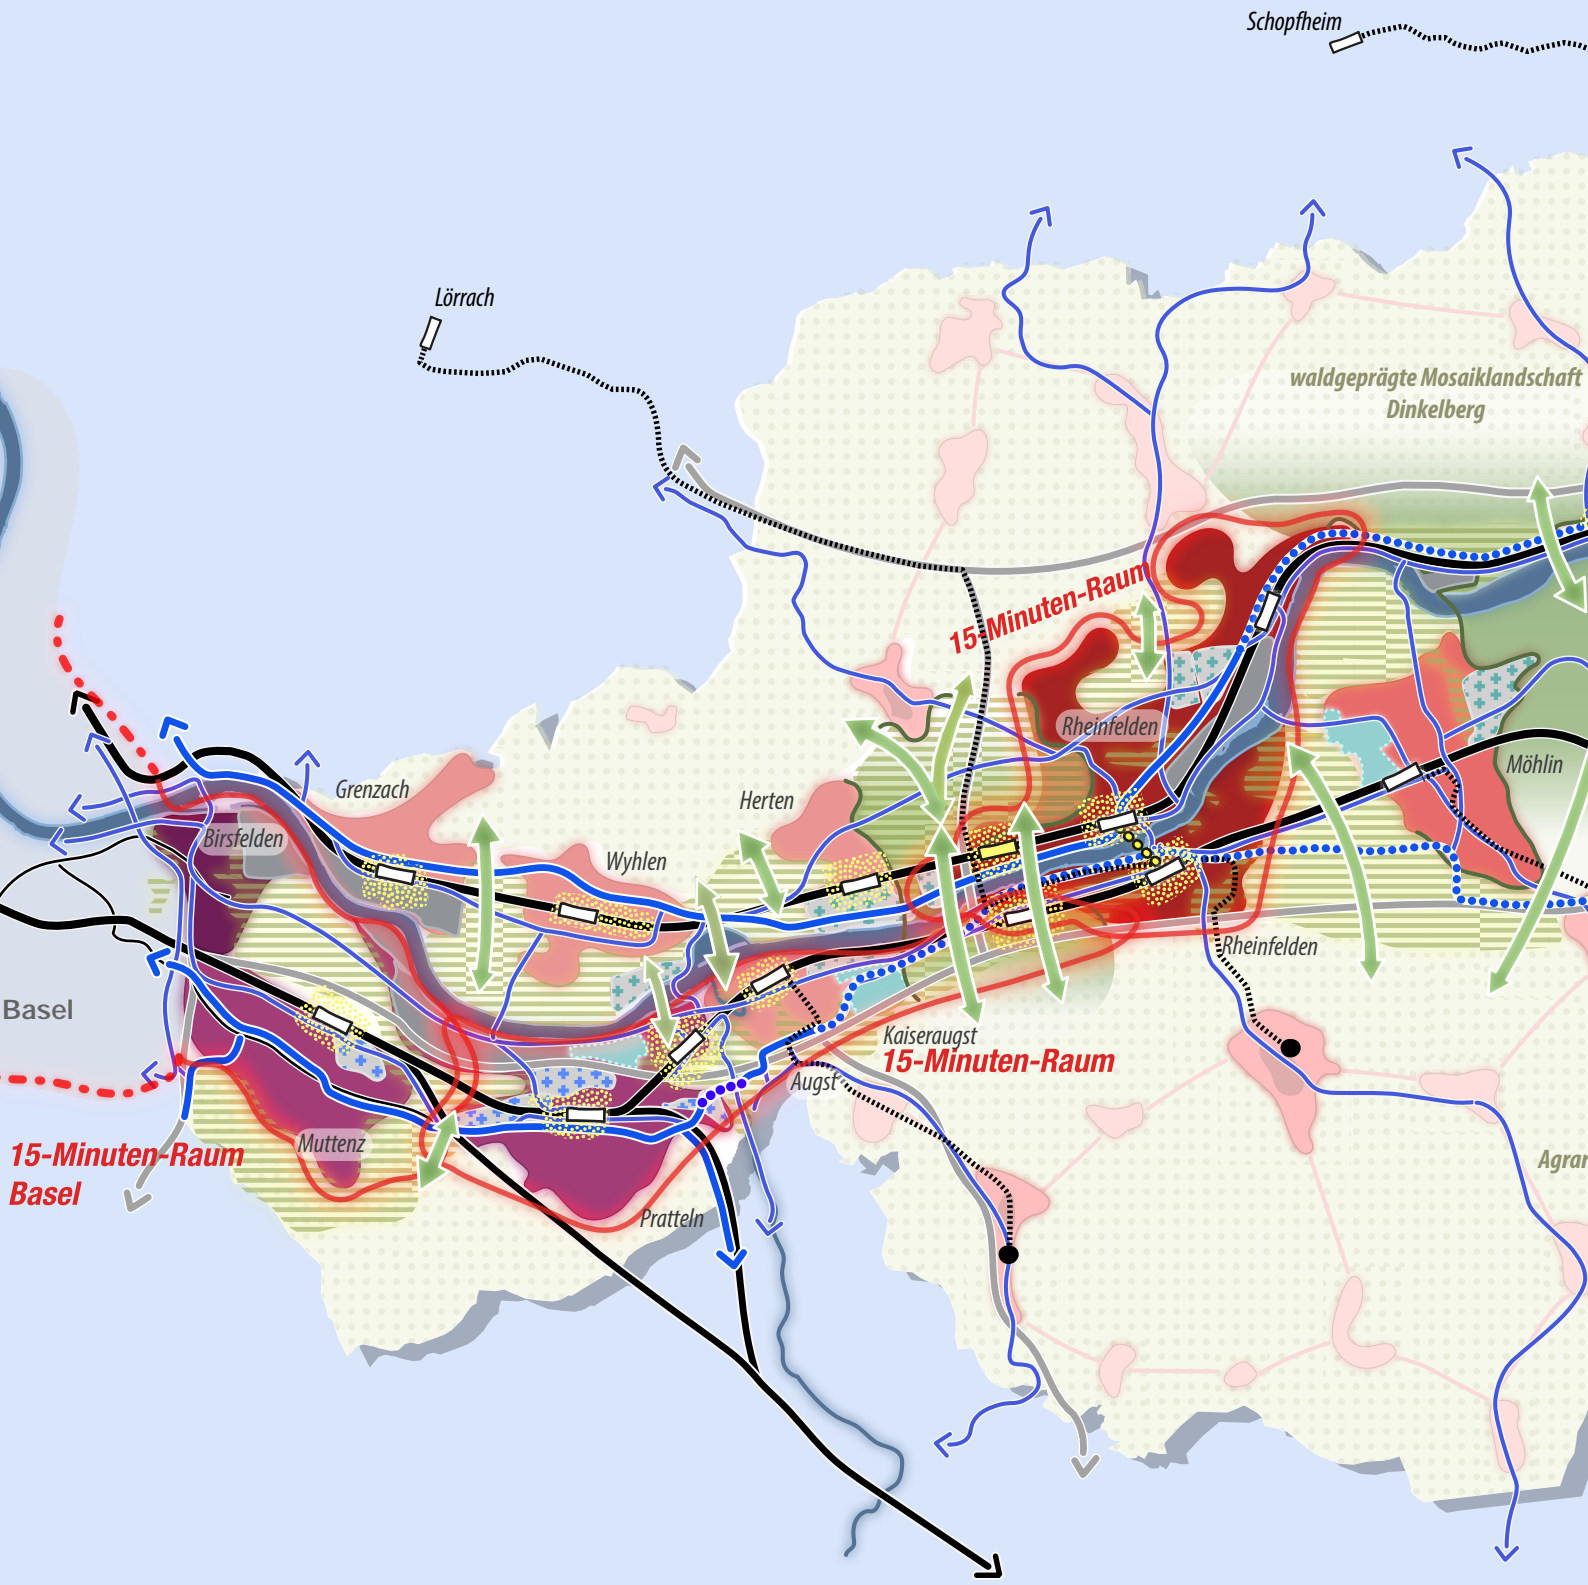 Schopfheim
Lörrach
waldgeprägte Mosaiklandschaft
Dinkelberg
15-Minuten-Raum
Rheinfelden
Möhlin
Grenzach
Herten
Birsfelden
Wyhlen
Rheinfelden
Basel
Kaiseraugst
15-Minuten-Raum
Augst
Muttenz
15-Minuten-Raum
Basel
Agrar
Pratteln